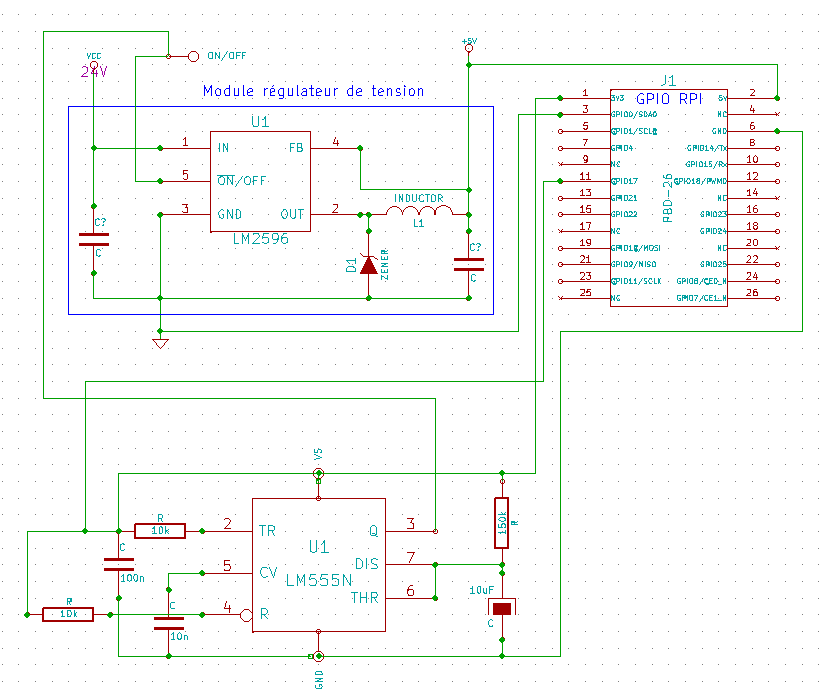 VCC
24V
ON/OFF
+5V
Module régulateur de tension
U1
1 IN FB 4
5 ON/OFF
3 GND OUT 2
LM2596
C?
C
INDUCTOR
L1
D1
ZENER
C?
C
J1
GPIO RPI
RBD-26
1 3V3 5V 2
3 GPIO0/SDA0 NC 4
5 GPIO1/SCL0 GND 6
7 GPIO4 GPIO14/Tx 8
9 NC GPIO15/Rx 10
11 GPIO17 GPIO18/PWM0 12
13 GPIO21 NC 14
15 GPIO22 GPIO23 16
17 NC GPIO24 18
19 GPIO10/MOSI NC 20
21 GPIO9/MISO GPIO25 22
23 GPIO11/SCLK GPIO8/CE0_N 24
25 NC GPIO7/CE1_N 26
V5
R
10k
2 TR Q 3
U1
LM555N
5 CV DIS 7
THR 6
4 R
C
100n
R
10k
C
10n
150k
R
10uF
C
GND